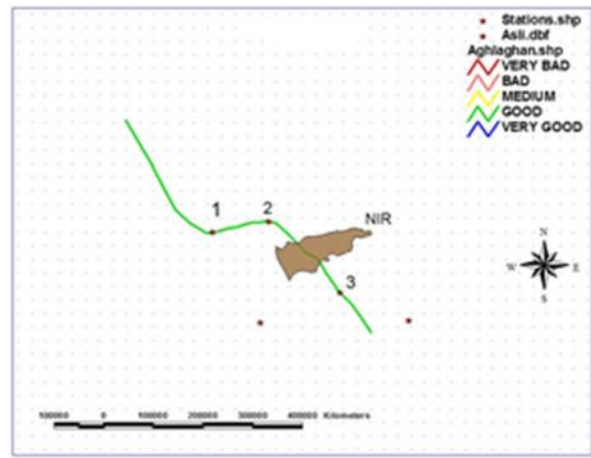 Stations.shp
Asli.dbf
Aghlaghan.shp
VERY BAD
BAD
MEDIUM
GOOD
VERY GOOD
1
2
NIR
3
N
W E
S
100000 0 100000 200000 300000 400000 Kilometers